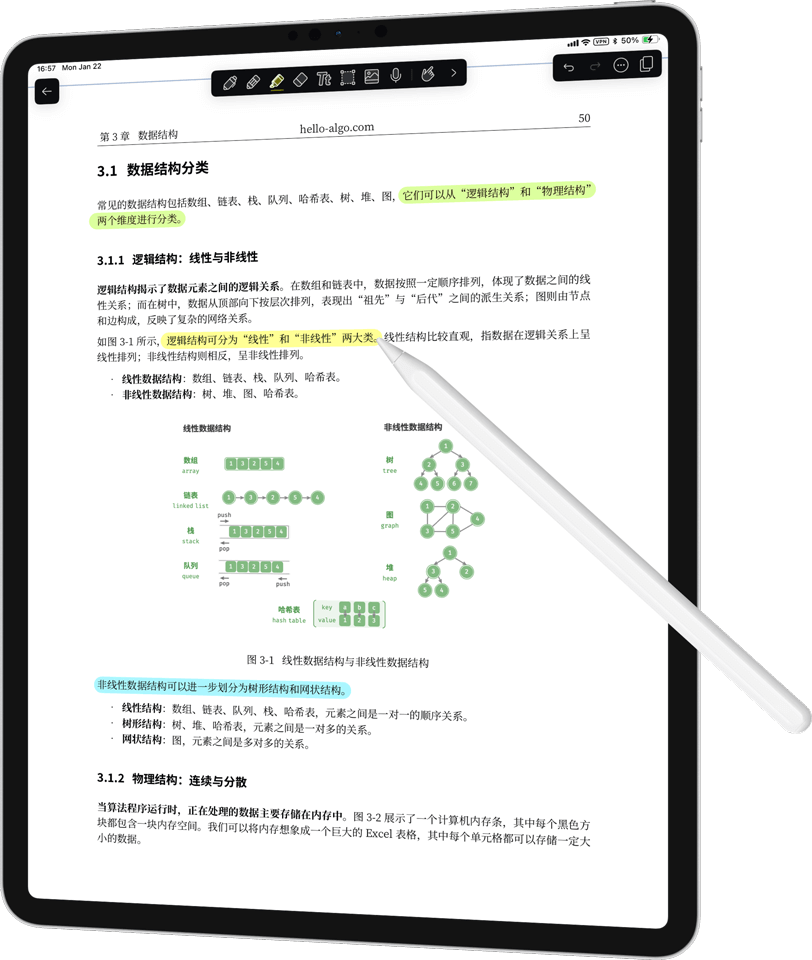 16:57 Mon Jan 22
VPN 50%
Tt
第 3 章 数据结构 hello-algo.com 50
3.1 数据结构分类
常见的数据结构包括数组、链表、栈、队列、哈希表、树、堆、图，它们可以从“逻辑结构”和“物理结构”
两个维度进行分类。
3.1.1 逻辑结构：线性与非线性
逻辑结构揭示了数据元素之间的逻辑关系。在数组和链表中，数据按照一定顺序排列，体现了数据之间的线
性关系；而在树中，数据从顶部向下按层次排列，表现出“祖先”与“后代”之间的派生关系；图则由节点
和边构成，反映了复杂的网络关系。
如图 3-1 所示，逻辑结构可分为“线性”和“非线性”两大类。线性结构比较直观，指数据在逻辑关系上呈
线性排列；非线性结构则相反，呈非线性排列。
· 线性数据结构：数组、链表、栈、队列、哈希表。
· 非线性数据结构：树、堆、图、哈希表。
线性数据结构
数组
array
1 3 2 5 4
链表
linked list
1 3 2 5 4
push
栈
stack
1 3 2 5 4
pop
队列
queue
1 3 2 5 4
pop push
非线性数据结构
树
tree
1
2 3
4 5 6 7
图
graph
1 2
4
3 5
堆
heap
1
3 2
5 4
哈希表
hash table
key a b c
value 1 2 3
图 3-1 线性数据结构与非线性数据结构
非线性数据结构可以进一步划分为树形结构和网状结构。
· 线性结构：数组、链表、队列、栈、哈希表，元素之间是一对一的顺序关系。
· 树形结构：树、堆、哈希表，元素之间是一对多的关系。
· 网状结构：图，元素之间是多对多的关系。
3.1.2 物理结构：连续与分散
当算法程序运行时，正在处理的数据主要存储在内存中。图 3-2 展示了一个计算机内存条，其中每个黑色方
块都包含一块内存空间。我们可以将内存想象成一个巨大的 Excel 表格，其中每个单元格都可以存储一定大
小的数据。